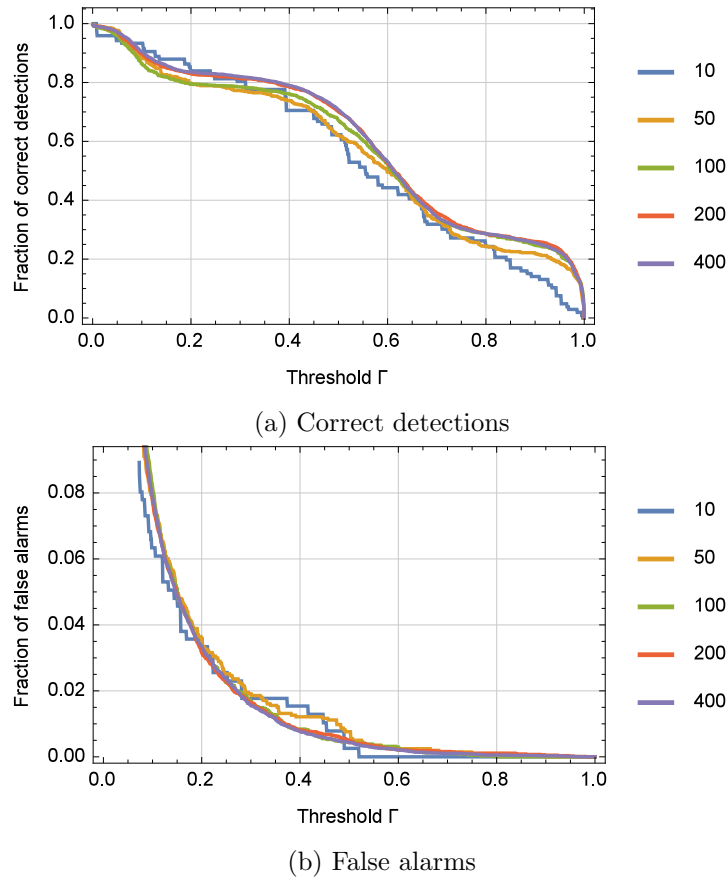 Fraction of correct detections
1.0
0.8
0.6
0.4
0.2
0.0
0.0 0.2 0.4 0.6 0.8 1.0
Threshold Γ
10
50
100
200
400
(a) Correct detections
Fraction of false alarms
0.08
0.06
0.04
0.02
0.00
0.0 0.2 0.4 0.6 0.8 1.0
Threshold Γ
10
50
100
200
400
(b) False alarms